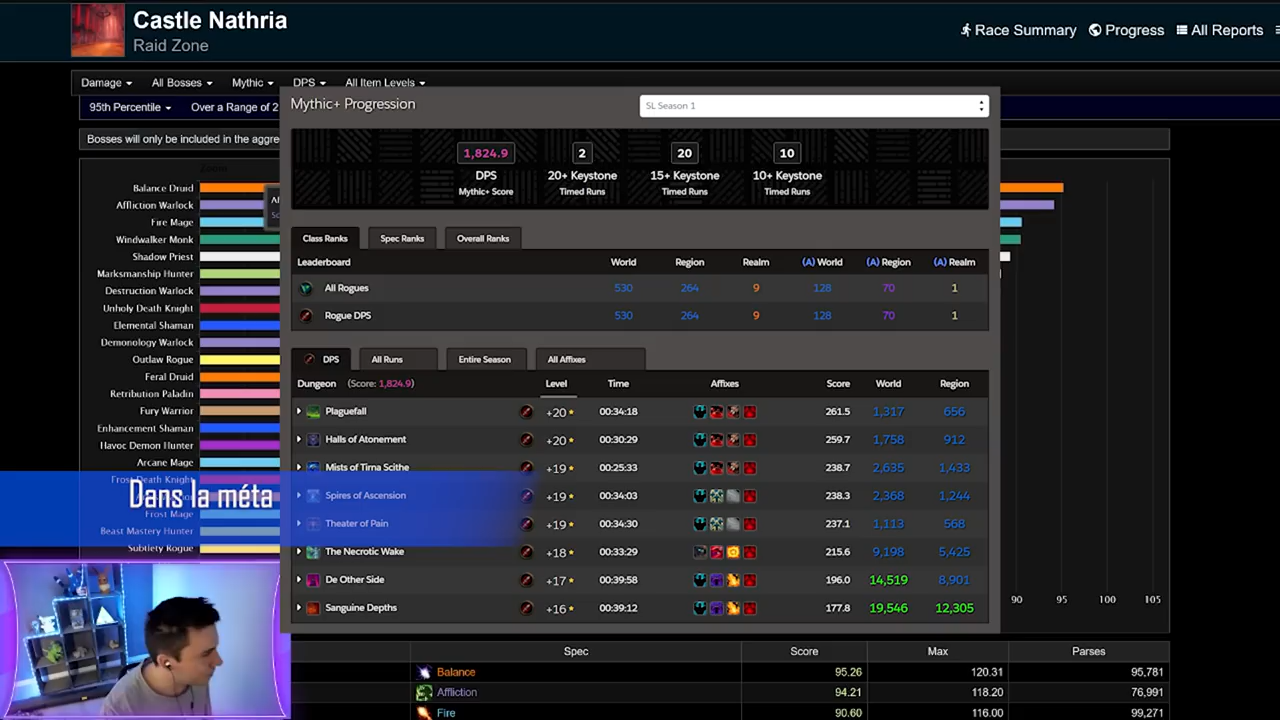 Castle Nathria
Raid Zone
Race Summary Progress All Reports
Damage All Bosses Mythic DPS All Item Levels
95th Percentile Over a Range of 2
Bosses will only be included in the aggre
Mythic+ Progression
SL Season 1
1,824.9 2 20 10
DPS 20+ Keystone 15+ Keystone 10+ Keystone
Mythic+ Score Timed Runs Timed Runs Timed Runs
Class Ranks Spec Ranks Overall Ranks
Leaderboard World Region Realm (A) World (A) Region (A) Realm
All Rogues 530 264 9 128 70 1
Rogue DPS 530 264 9 128 70 1
DPS All Runs Entire Season All Affixes
Dungeon (Score: 1,824.9) Level Time Affixes Score World Region
Plaguefall +20 00:34:18 261.5 1,317 656
Halls of Atonement +20 00:30:29 259.7 1,758 912
Mists of Tirna Scithe +19 00:25:33 238.7 2,635 1,433
Spires of Ascension +19 00:34:03 238.3 2,368 1,244
Theater of Pain +19 00:34:30 237.1 1,113 568
The Necrotic Wake +18 00:33:29 215.6 9,198 5,425
De Other Side +17 00:39:58 196.0 14,519 8,901
Sanguine Depths +16 00:39:12 177.8 19,546 12,305
Zoom
Balance Druid
Affliction Warlock
Fire Mage
Windwalker Monk
Shadow Priest
Marksmanship Hunter
Destruction Warlock
Unholy Death Knight
Elemental Shaman
Demonology Warlock
Outlaw Rogue
Feral Druid
Retribution Paladin
Fury Warrior
Enhancement Shaman
Havoc Demon Hunter
Arcane Mage
Frost Death Knight
Dans la méta
Frost Mage
Beast Mastery Hunter
Subtlety Rogue
90 95 100 105
Spec Score Max Parses
Balance 95.26 120.31 95,781
Affliction 94.21 118.20 76,991
Fire 90.60 116.00 99,271